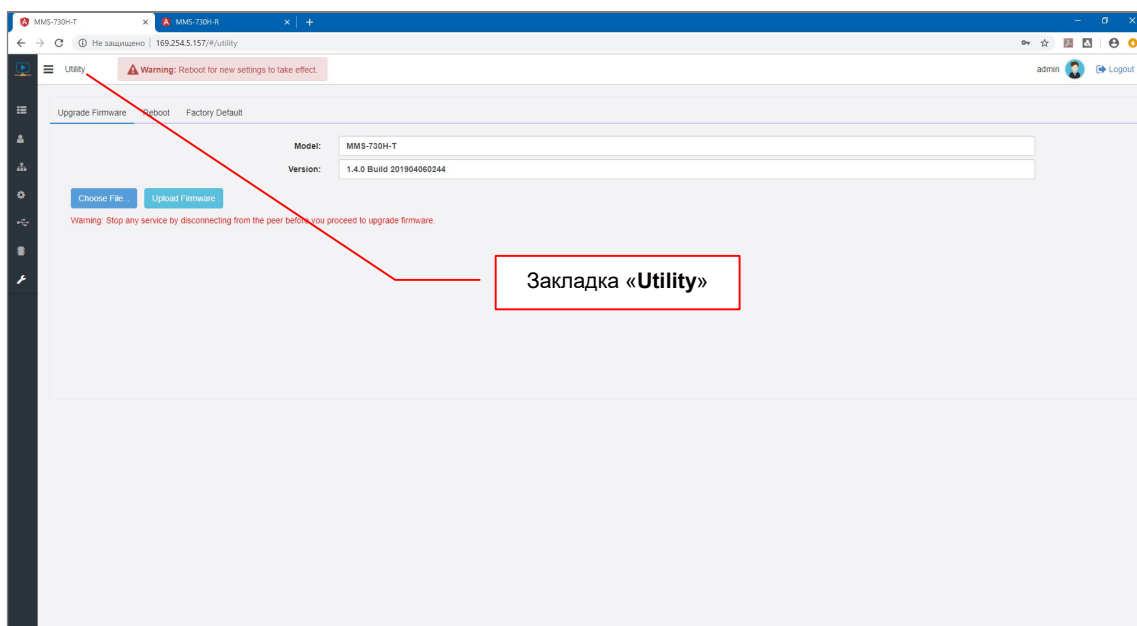 MMS-730H-T
MMS-730H-R
Не защищено | 169.254.5.157/#/utility
Utility
Warning: Reboot for new settings to take effect.
admin
Logout
Upgrade Firmware Reboot Factory Default
Model: MMS-730H-T
Version: 1.4.0 Build 201904060244
Choose File... Upload Firmware
Warning: Stop any service by disconnecting from the peer before you proceed to upgrade firmware.
Закладка «Utility»